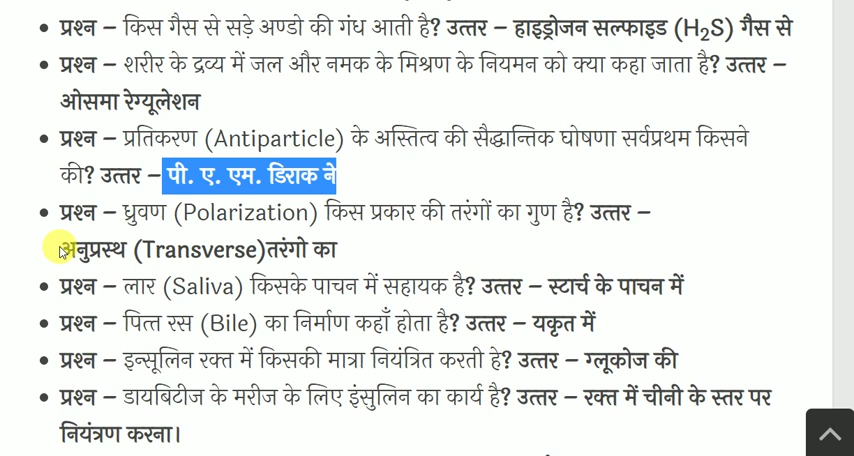 • प्रश्न – किस गैस से सड़े अण्डो की गंध आती है? उत्तर – हाइड्रोजन सल्फाइड (H₂S) गैस से
• प्रश्न – शरीर के द्रव्य में जल और नमक के मिश्रण के नियमन को क्या कहा जाता है? उत्तर –
ओसमा रेग्यूलेशन
• प्रश्न – प्रतिकरण (Antiparticle) के अस्तित्व की सैद्धान्तिक घोषणा सर्वप्रथम किसने
की? उत्तर – पी. ए. एम. डिराक ने
• प्रश्न – ध्रुवण (Polarization) किस प्रकार की तरंगों का गुण है? उत्तर –
अनुप्रस्थ (Transverse)तरंगो का
• प्रश्न – लार (Saliva) किसके पाचन में सहायक है? उत्तर – स्टार्च के पाचन में
• प्रश्न – पित्त रस (Bile) का निर्माण कहाँ होता है? उत्तर – यकृत में
• प्रश्न – इन्सूलिन रक्त में किसकी मात्रा नियंत्रित करती हे? उत्तर – ग्लूकोज की
• प्रश्न – डायबिटीज के मरीज के लिए इंसुलिन का कार्य है? उत्तर – रक्त में चीनी के स्तर पर
नियंत्रण करना।